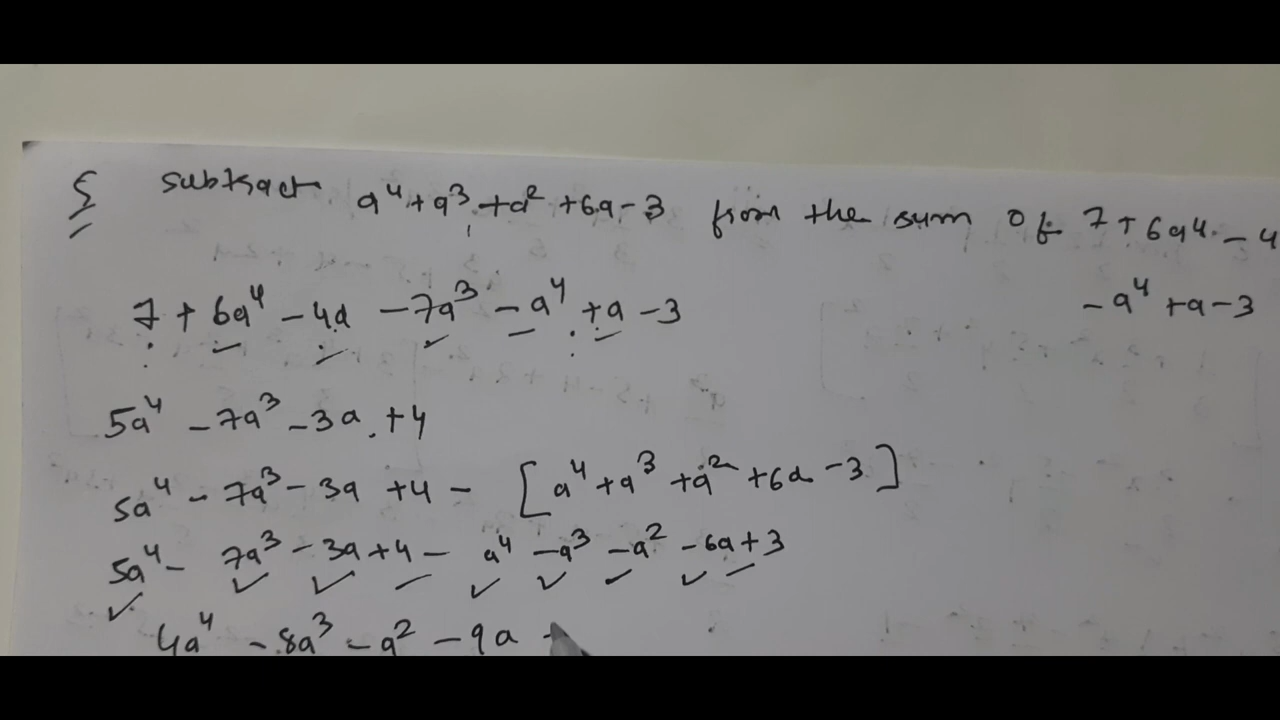 subtract a⁴ + a³ + a² + 6a - 3 from the sum of 7 + 6a⁴ - 4
- a⁴ + a - 3
7 + 6a⁴ - 4a - 7a³ - a⁴ + a - 3
5a⁴ - 7a³ - 3a + 4
5a⁴ - 7a³ - 3a + 4 - [a⁴ + a³ + a² + 6a - 3]
5a⁴ - 7a³ - 3a + 4 - a⁴ - a³ - a² - 6a + 3
4a⁴ - 8a³ - a² - 9a